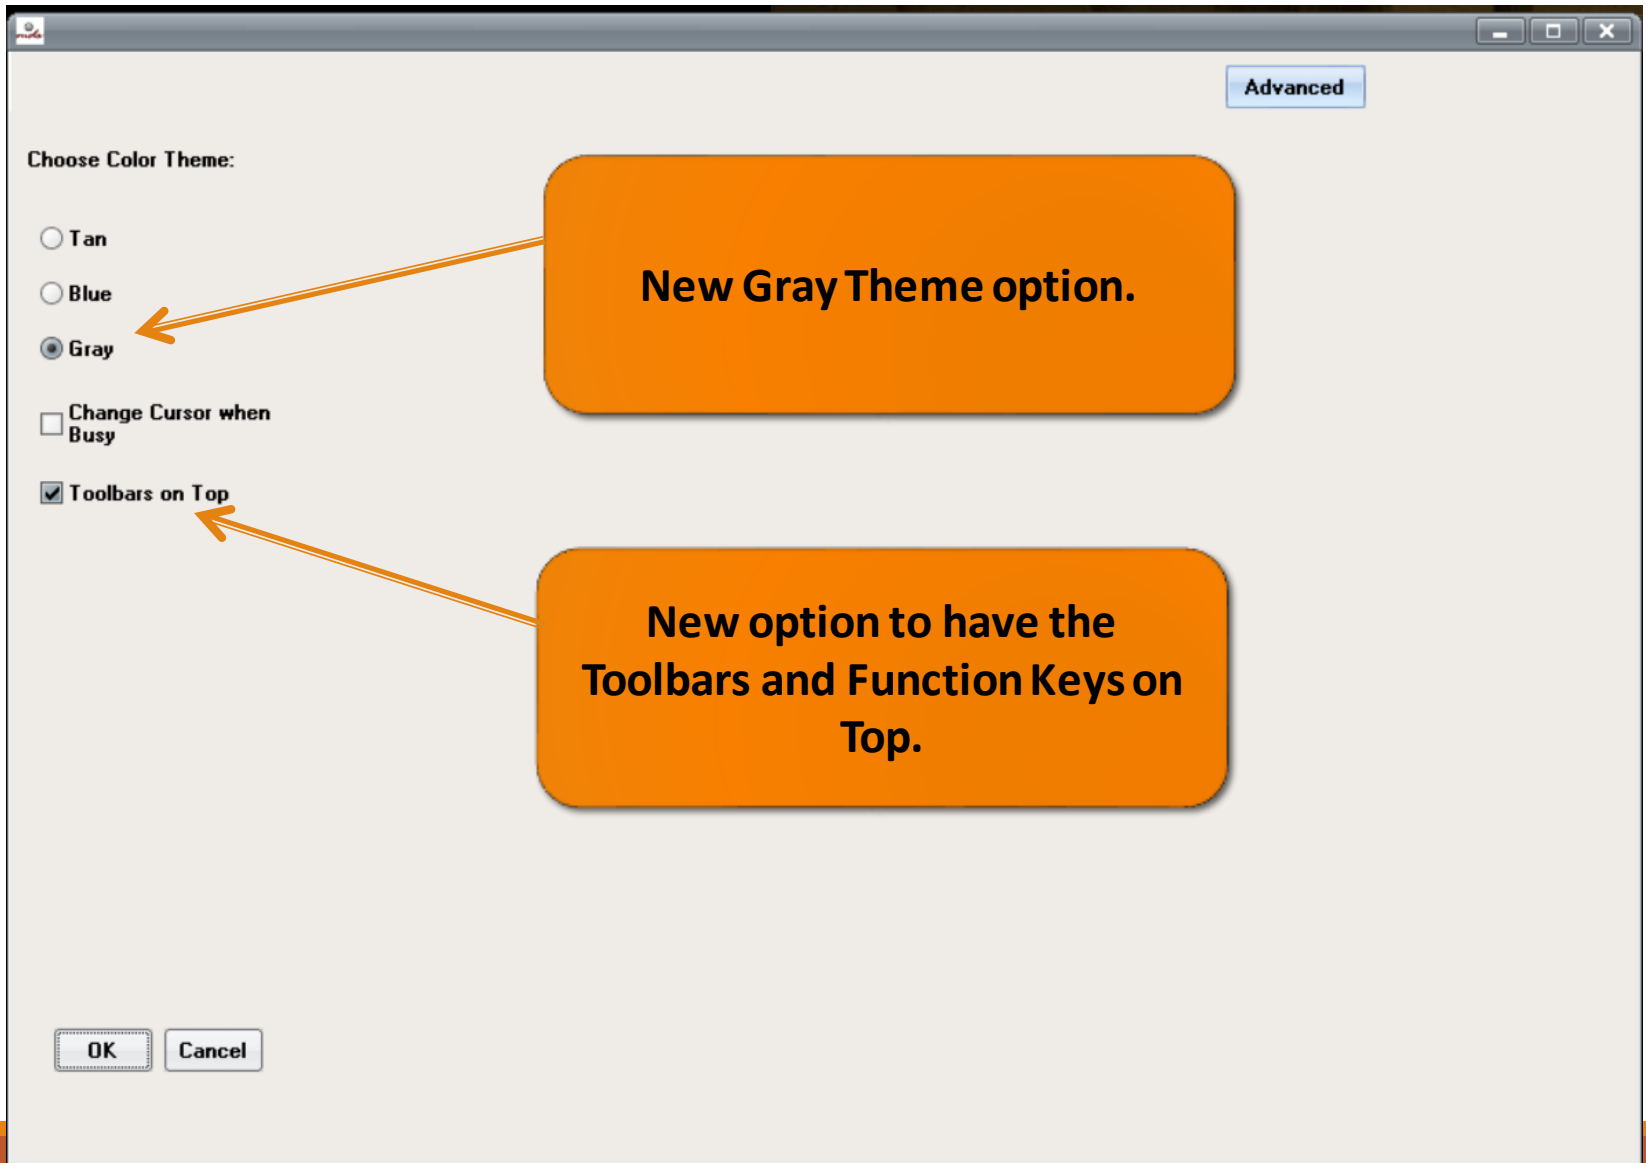 Advanced
Choose Color Theme:
Tan
Blue
Gray
Change Cursor when
Busy
Toolbars on Top
New Gray Theme option.
New option to have the
Toolbars and Function Keys on
Top.
OK
Cancel